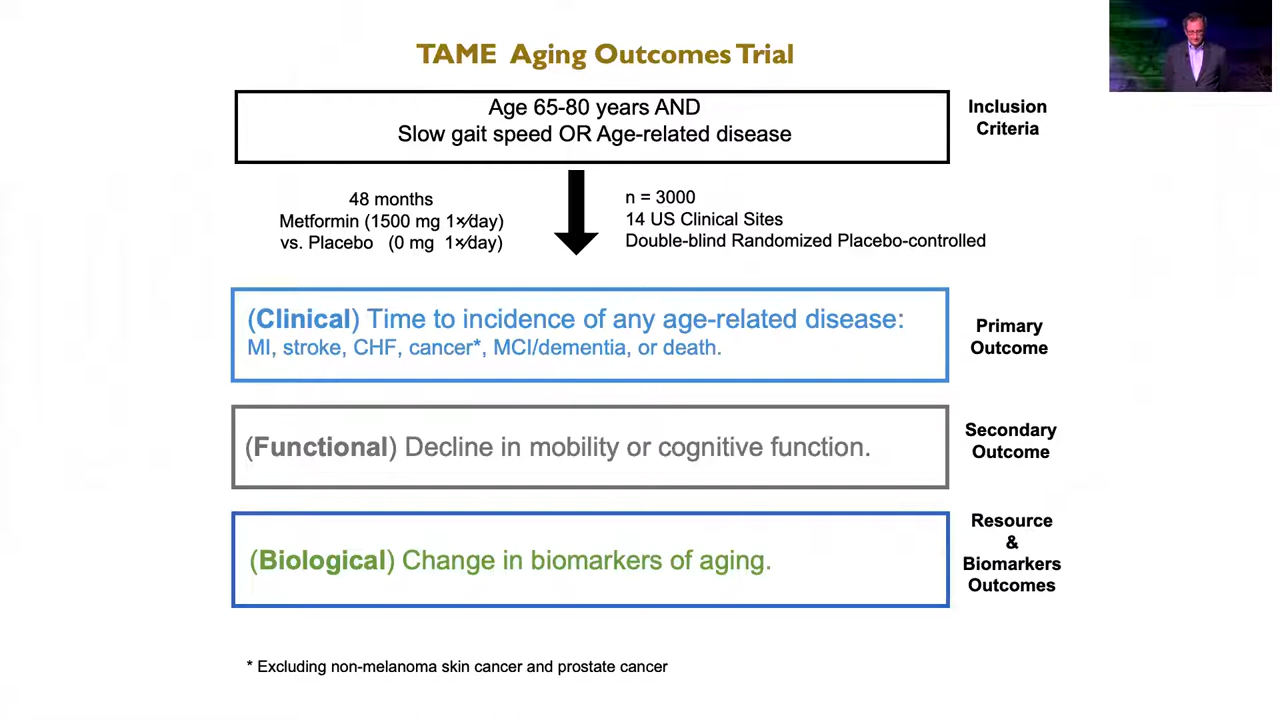 TAME Aging Outcomes Trial
Age 65-80 years AND
Slow gait speed OR Age-related disease
Inclusion
Criteria
48 months
Metformin (1500 mg 1×/day)
vs. Placebo (0 mg 1×/day)
n = 3000
14 US Clinical Sites
Double-blind Randomized Placebo-controlled
(Clinical) Time to incidence of any age-related disease:
MI, stroke, CHF, cancer*, MCI/dementia, or death.
Primary
Outcome
(Functional) Decline in mobility or cognitive function.
Secondary
Outcome
(Biological) Change in biomarkers of aging.
Resource
&
Biomarkers
Outcomes
* Excluding non-melanoma skin cancer and prostate cancer